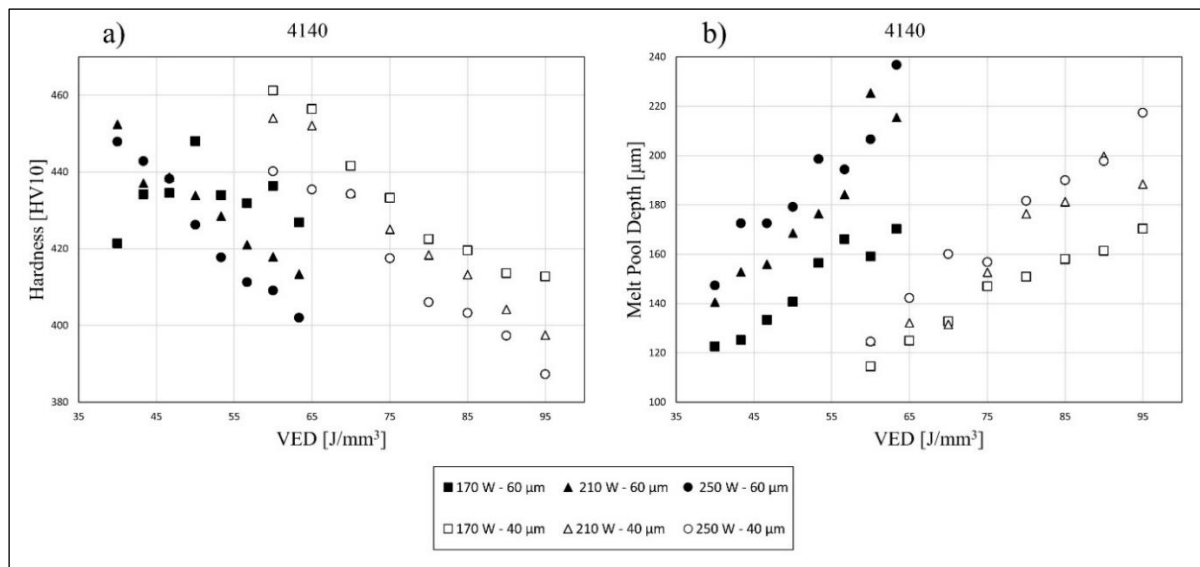 a)
4140
Hardness [HV10]
460
440
420
400
380
35
45
55
65
75
85
95
VED [J/mm³]
b)
4140
Melt Pool Depth [µm]
240
220
200
180
160
140
120
100
35
45
55
65
75
85
95
VED [J/mm³]
170 W - 60 µm
210 W - 60 µm
250 W - 60 µm
170 W - 40 µm
210 W - 40 µm
250 W - 40 µm